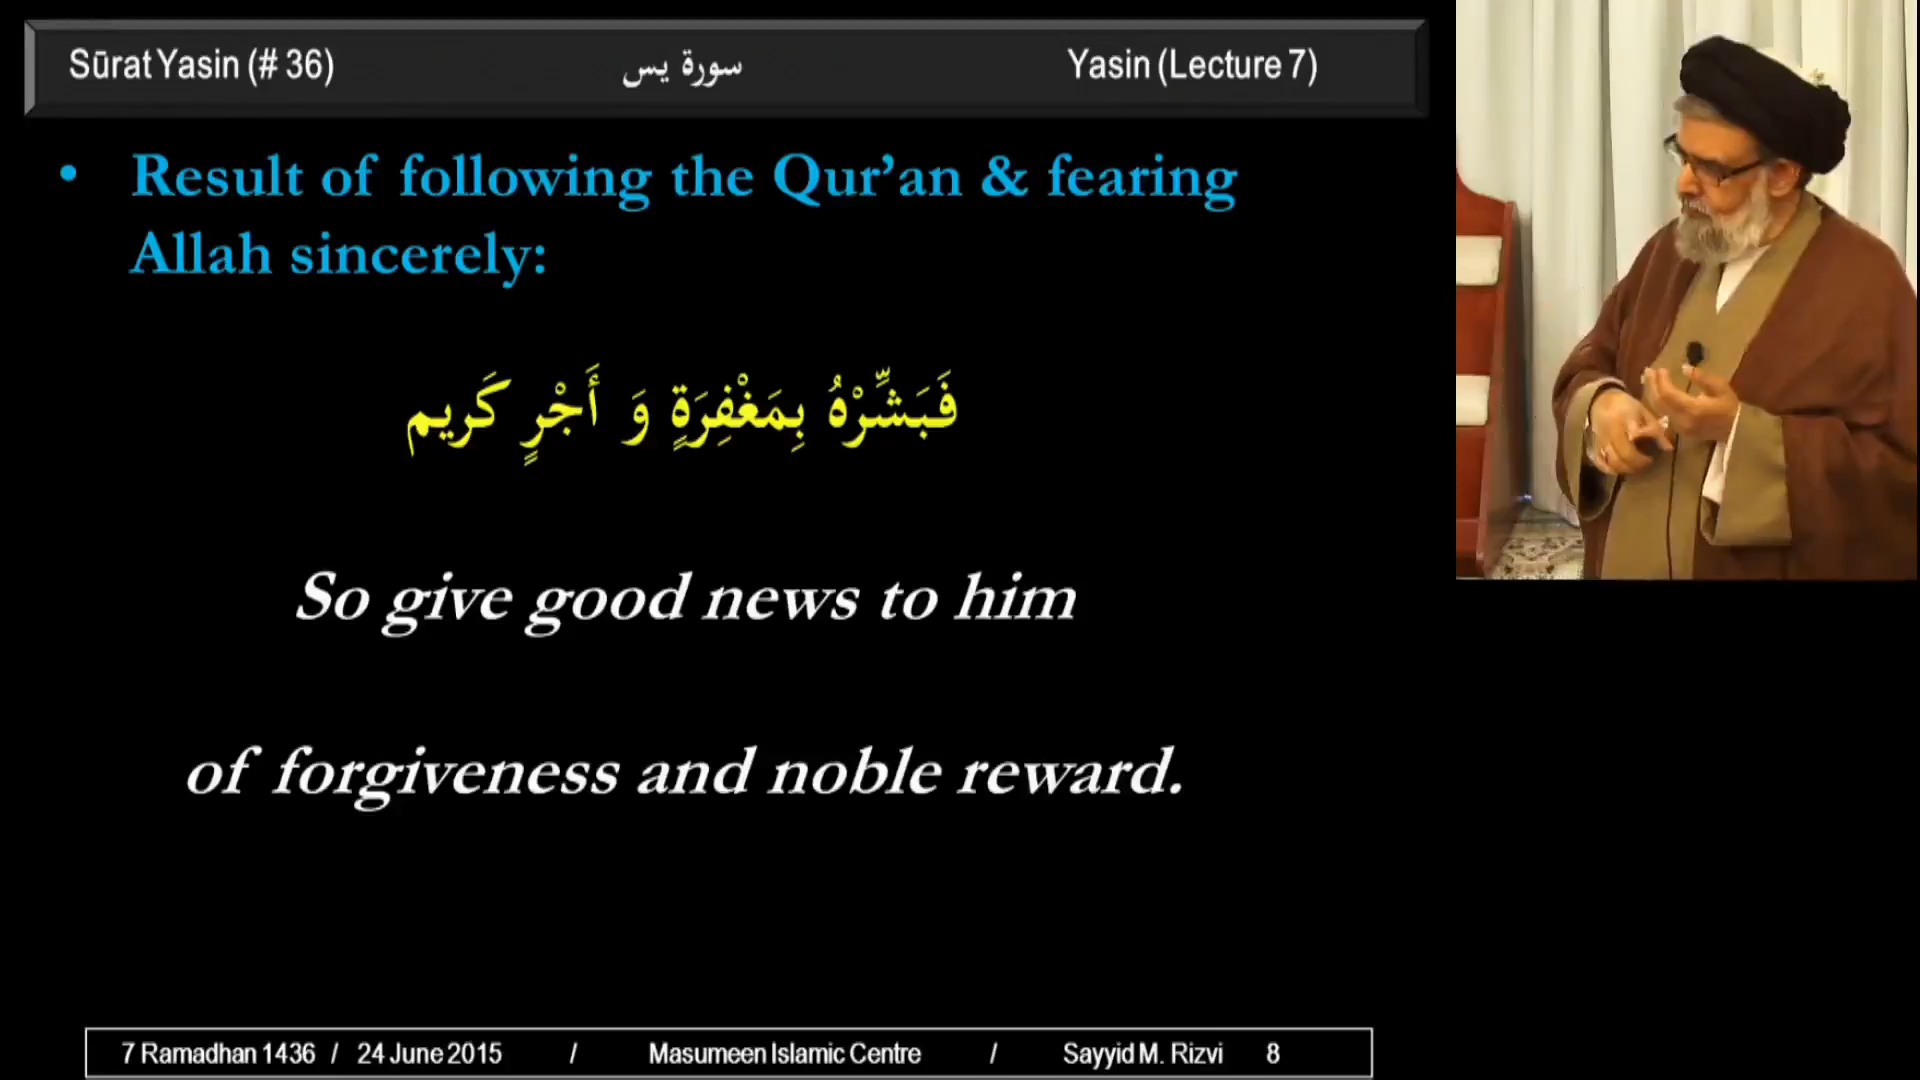 Sūrat Yasin (# 36) سورة يس Yasin (Lecture 7)
• Result of following the Qur’an & fearing
Allah sincerely:
فَبَشِّرْهُ بِمَغْفِرَةٍ وَ أَجْرٍ كَريم
So give good news to him
of forgiveness and noble reward.
7 Ramadhan 1436 / 24 June 2015 / Masumeen Islamic Centre / Sayyid M. Rizvi 8